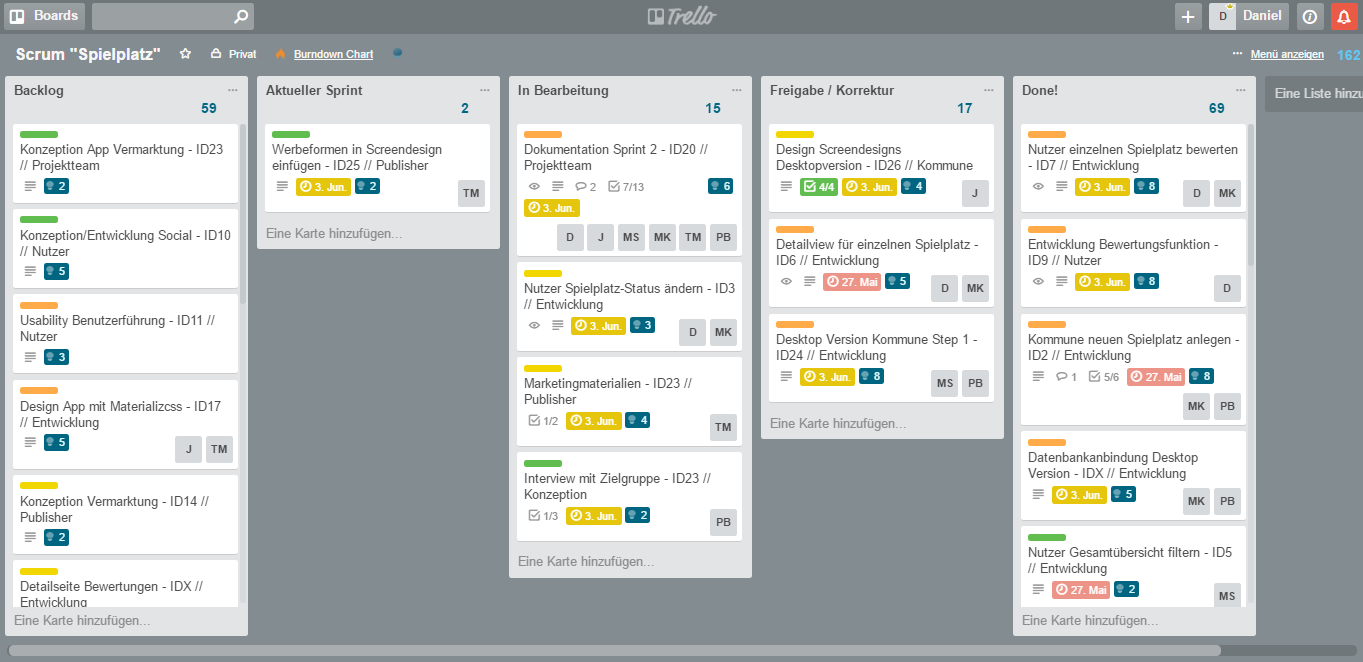 Boards
Trello
D Daniel
Scrum "Spielplatz"
Privat
Burndown Chart
Menü anzeigen
162
Backlog
59
Konzeption App Vermarktung - ID23
// Projektteam
2
Konzeption/Entwicklung Social - ID10
// Nutzer
5
Usability Benutzerführung - ID11 //
Nutzer
3
Design App mit Materializcss - ID17
// Entwicklung
5
J TM
Konzeption Vermarktung - ID14 //
Publisher
2
Detailseite Bewertungen - IDX //
Entwicklung
Eine Karte hinzufügen...
Aktueller Sprint
2
Werbeformen in Screendesign
einfügen - ID25 // Publisher
3. Jun. 2
TM
Eine Karte hinzufügen...
In Bearbeitung
15
Dokumentation Sprint 2 - ID20 //
Projektteam
2 7/13 6
3. Jun.
D J MS MK TM PB
Nutzer Spielplatz-Status ändern - ID3
// Entwicklung
3. Jun. 3
D MK
Marketingmaterialien - ID23 //
Publisher
1/2 3. Jun. 4
TM
Interview mit Zielgruppe - ID23 //
Konzeption
1/3 3. Jun. 2
PB
Eine Karte hinzufügen...
Freigabe / Korrektur
17
Design Screendesigns
Desktopversion - ID26 // Kommune
4/4 3. Jun. 4
J
Detailview für einzelnen Spielplatz -
ID6 // Entwicklung
27. Mai 5
D MK
Desktop Version Kommune Step 1 -
ID24 // Entwicklung
3. Jun. 8
MS PB
Eine Karte hinzufügen...
Done!
69
Nutzer einzelnen Spielplatz bewerten
- ID7 // Entwicklung
3. Jun. 8
D MK
Entwicklung Bewertungsfunktion -
ID9 // Nutzer
3. Jun. 8
D
Kommune neuen Spielplatz anlegen -
ID2 // Entwicklung
1 5/6 27. Mai 8
MK PB
Datenbankanbindung Desktop
Version - IDX // Entwicklung
3. Jun. 5
MK PB
Nutzer Gesamtübersicht filtern - ID5
// Entwicklung
27. Mai 2
MS
Eine Karte hinzufügen...
Eine Liste hinzu